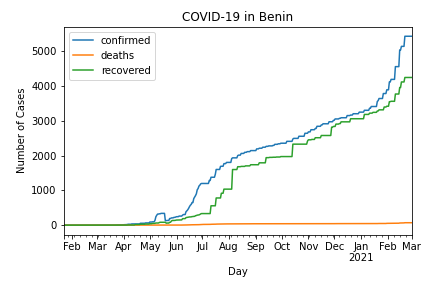 COVID-19 in Benin
confirmed
deaths
recovered
Number of Cases
5000
4000
3000
2000
1000
0
Feb Mar Apr May Jun Jul Aug Sep Oct Nov Dec Jan Feb Mar
2021
Day